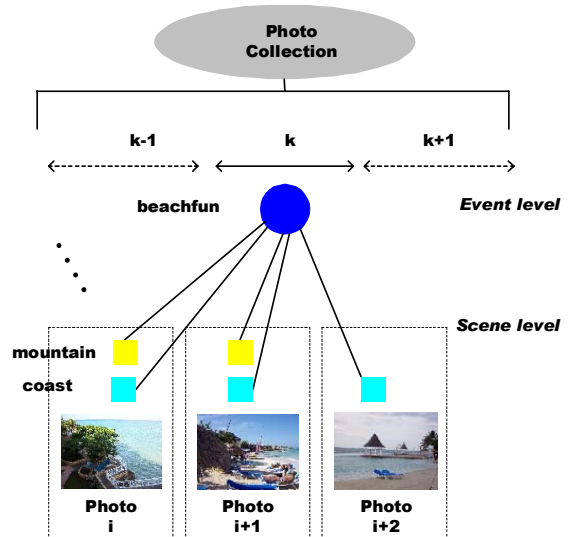 Photo
Collection
k-1
k
k+1
beachfun
Event level
Scene level
mountain
coast
Photo
i
Photo
i+1
Photo
i+2